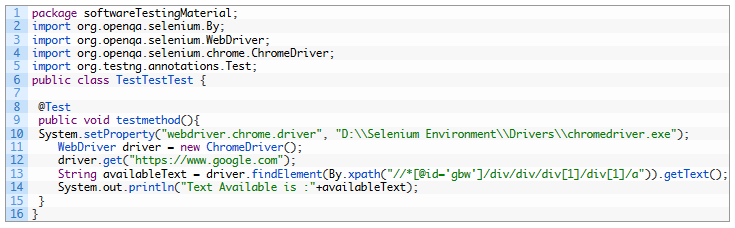 1 package softwareTestingMaterial;
2 import org.openqa.selenium.By;
3 import org.openqa.selenium.WebDriver;
4 import org.openqa.selenium.chrome.ChromeDriver;
5 import org.testng.annotations.Test;
6 public class TestTestTest {
7
8 @Test
9 public void testmethod(){
10 System.setProperty("webdriver.chrome.driver", "D:\\Selenium Environment\\Drivers\\chromedriver.exe");
11 WebDriver driver = new ChromeDriver();
12 driver.get("https://www.google.com");
13 String availableText = driver.findElement(By.xpath("//*[@id='gbw']/div/div/div[1]/div[1]/a")).getText();
14 System.out.println("Text Available is :"+availableText);
15 }
16 }